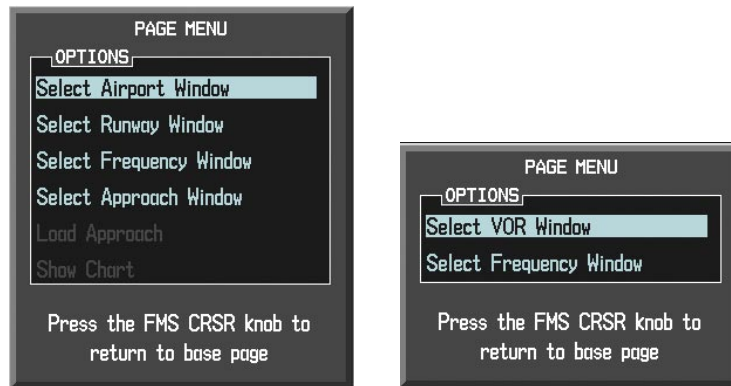 PAGE MENU
OPTIONS
Select Airport Window
Select Runway Window
Select Frequency Window
Select Approach Window
Load Approach
Show Chart
Press the FMS CRSR knob to
return to base page
PAGE MENU
OPTIONS
Select VOR Window
Select Frequency Window
Press the FMS CRSR knob to
return to base page